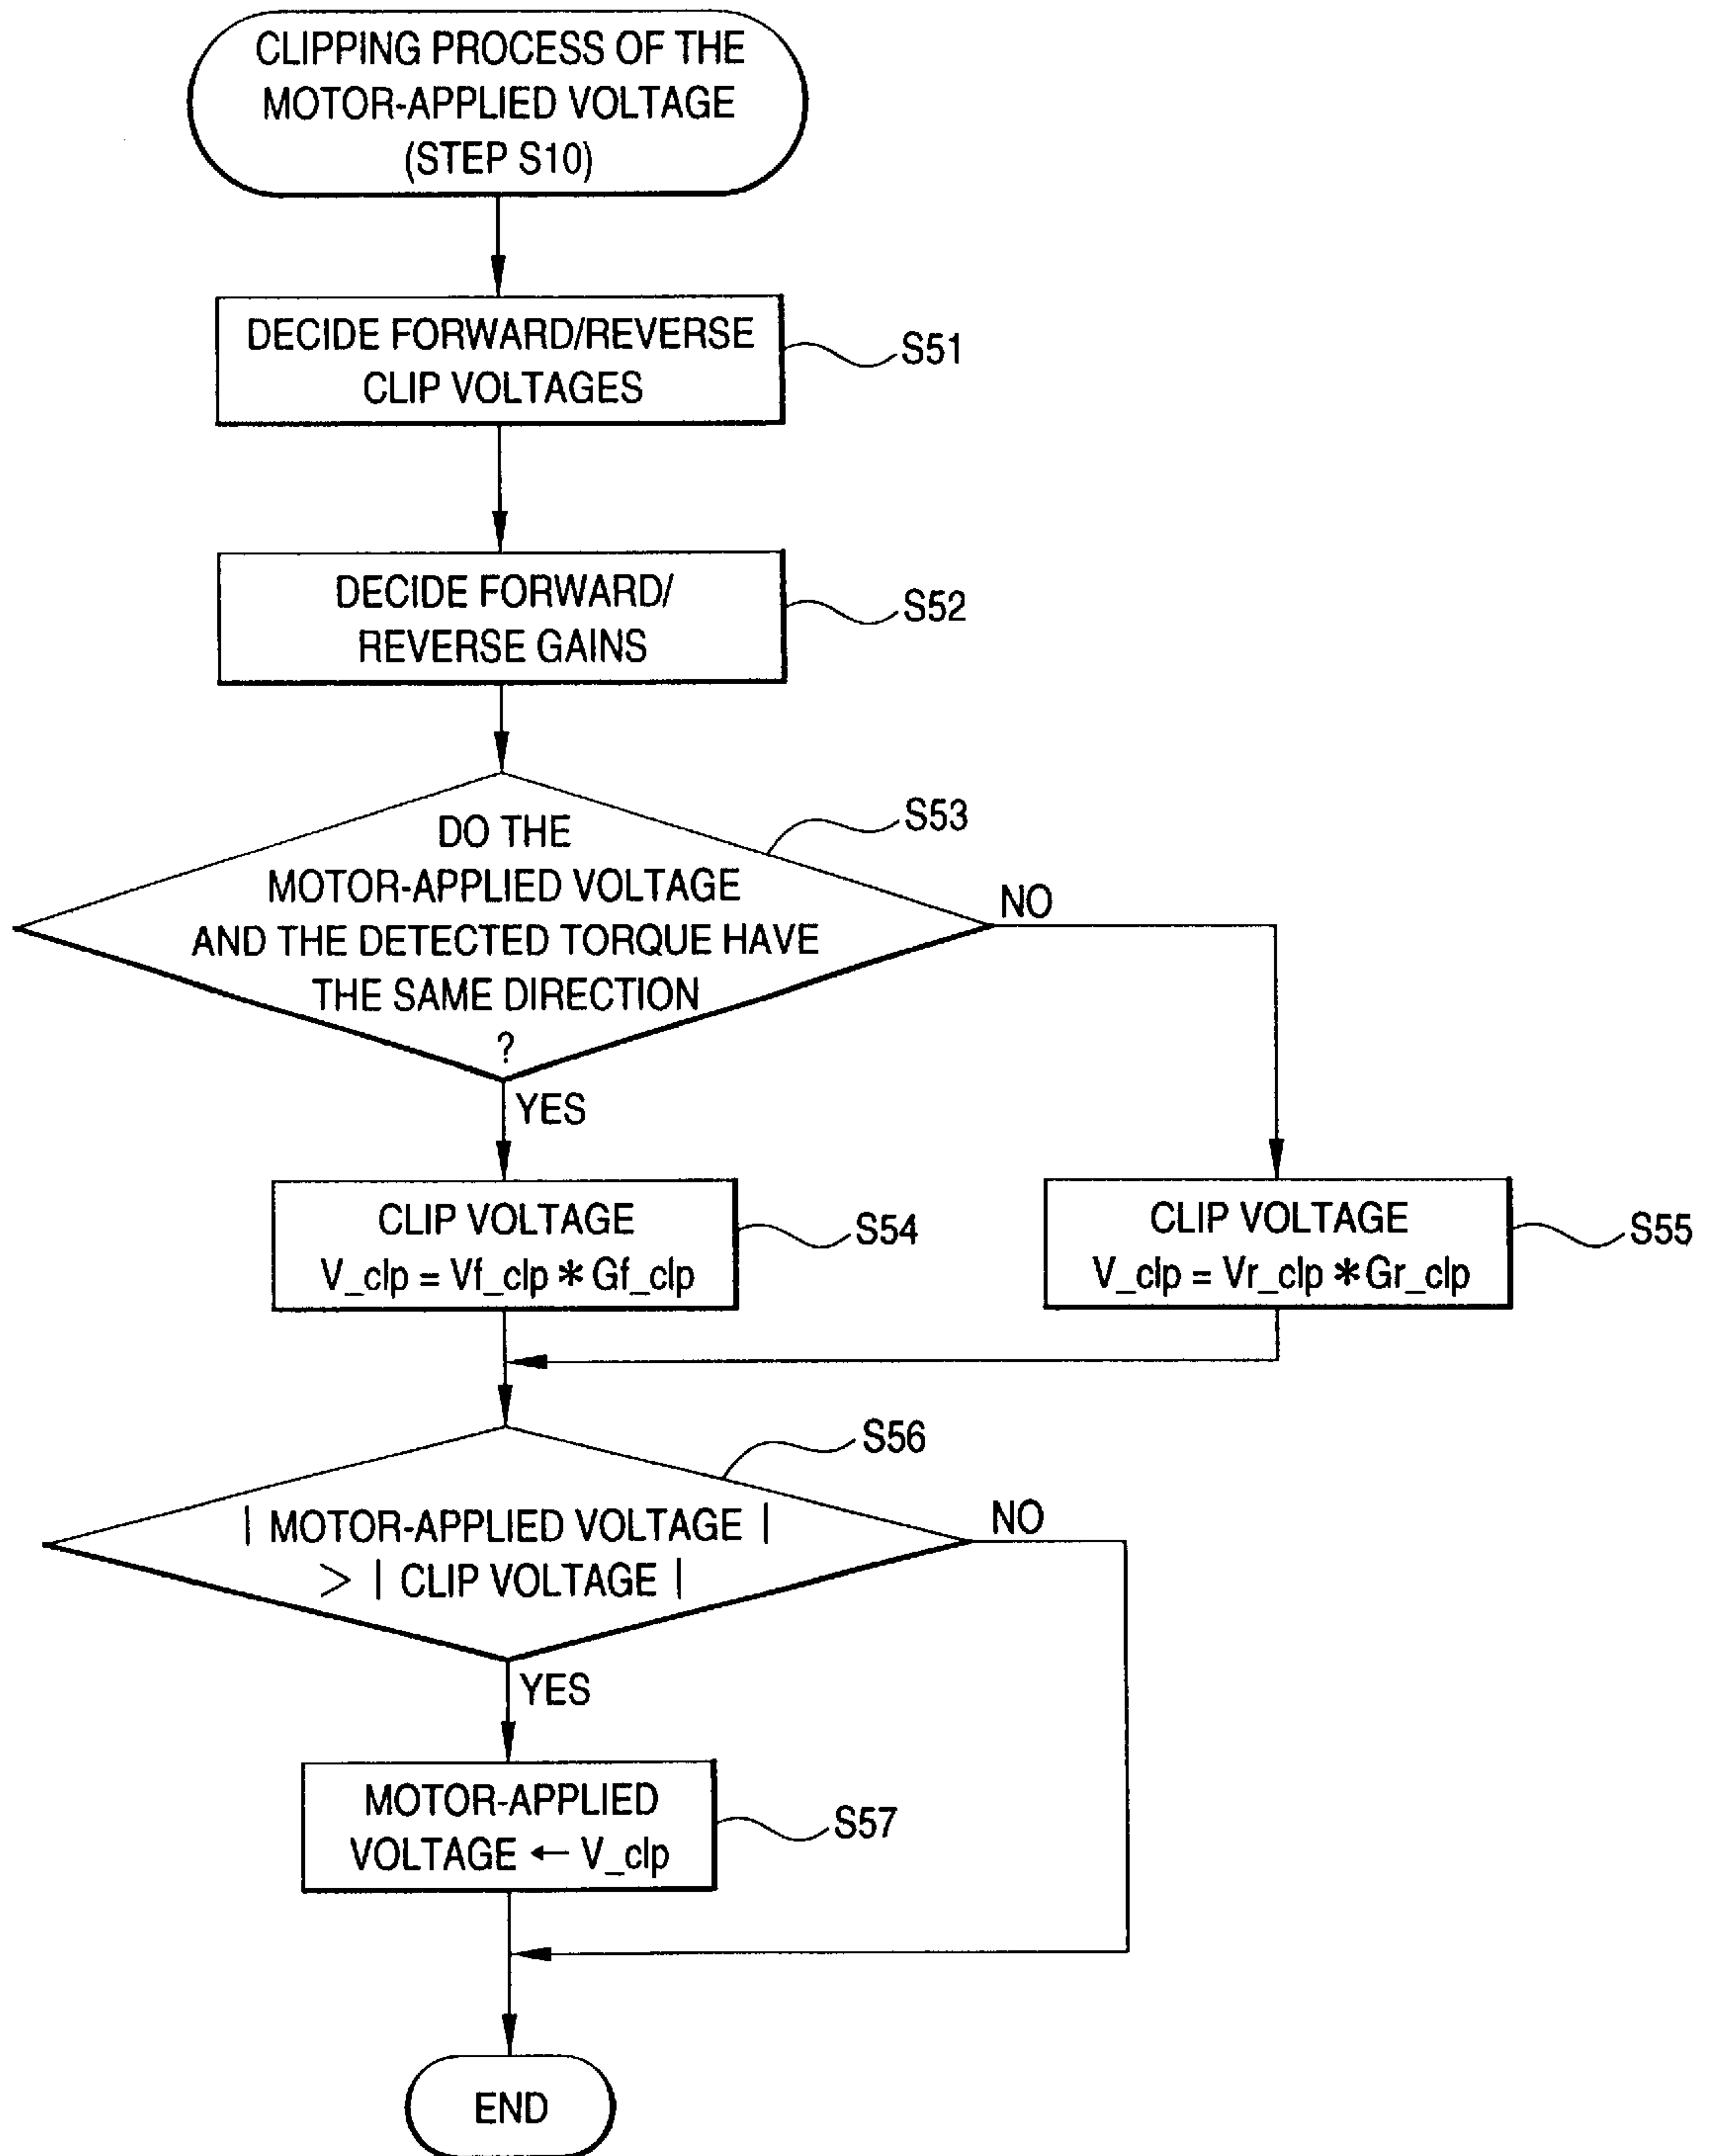 CLIPPING PROCESS OF THE
MOTOR-APPLIED VOLTAGE
(STEP S10)
DECIDE FORWARD/REVERSE
CLIP VOLTAGES
S51
DECIDE FORWARD/
REVERSE GAINS
S52
DO THE
MOTOR-APPLIED VOLTAGE
AND THE DETECTED TORQUE HAVE
THE SAME DIRECTION
?
S53
NO
YES
CLIP VOLTAGE
V_clp = Vf_clp * Gf_clp
S54
CLIP VOLTAGE
V_clp = Vr_clp * Gr_clp
S55
S56
| MOTOR-APPLIED VOLTAGE |
> | CLIP VOLTAGE |
NO
YES
MOTOR-APPLIED
VOLTAGE ← V_clp
S57
END